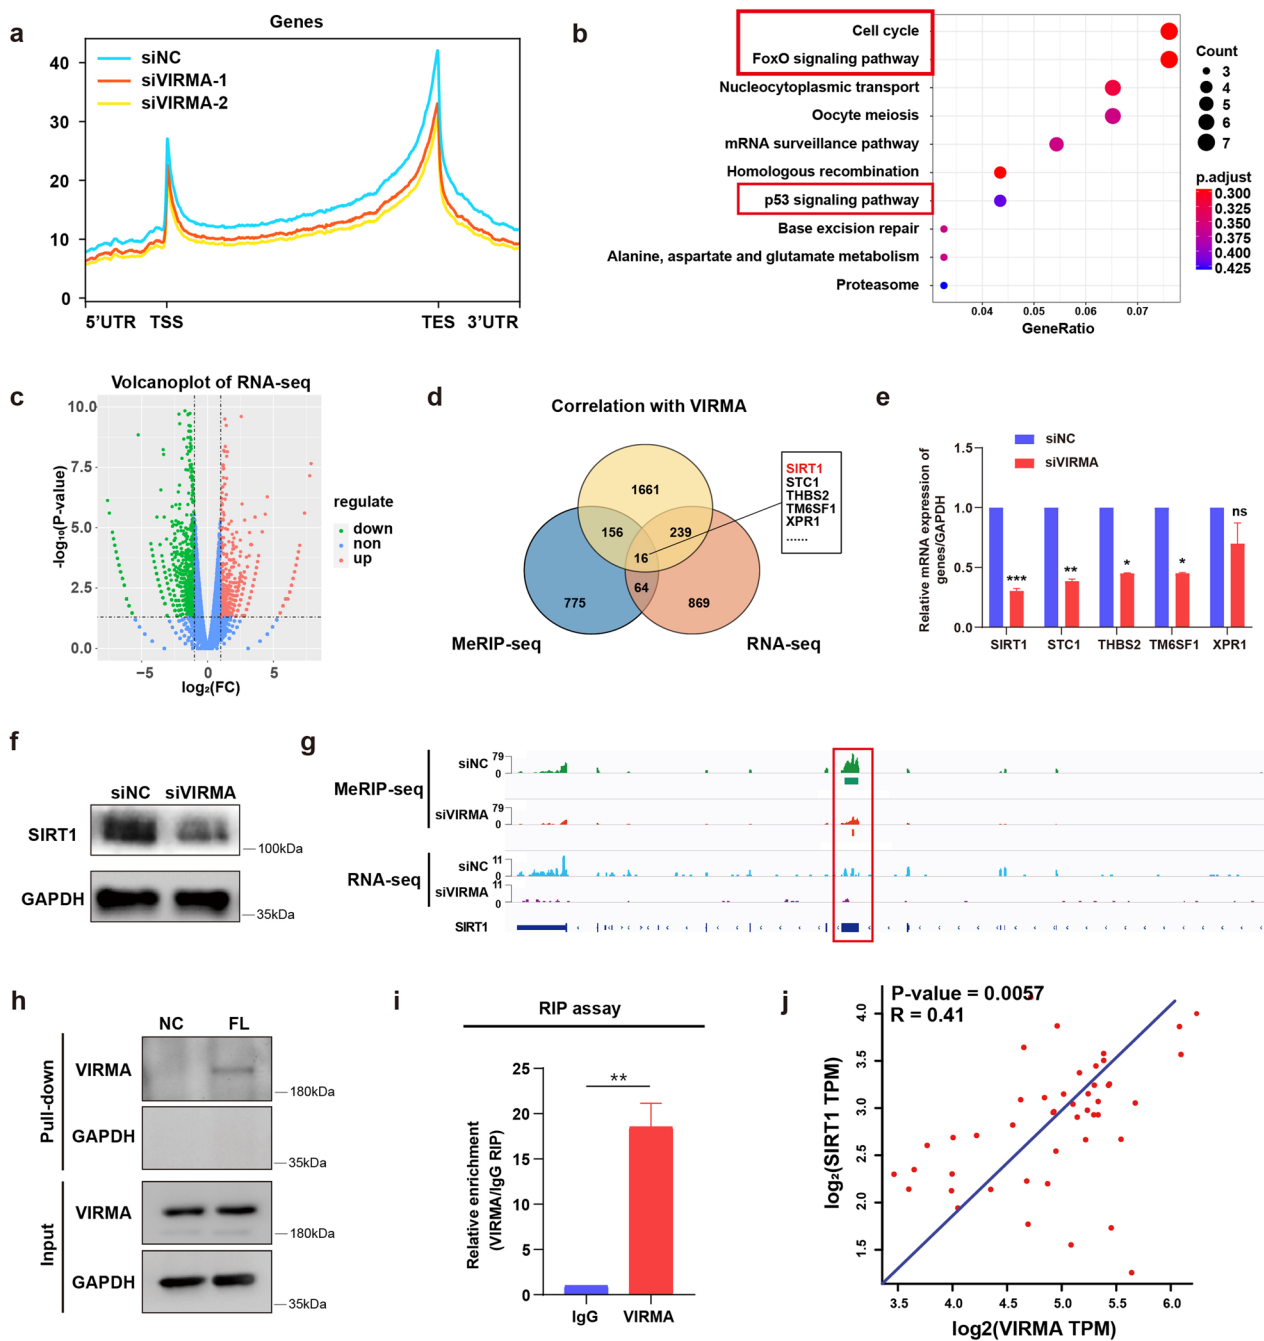 a
Genes
siNC
siVIRMA-1
siVIRMA-2
40
30
20
10
0
5'UTR TSS TES 3'UTR
b
Cell cycle
FoxO signaling pathway
Nucleocytoplasmic transport
Oocyte meiosis
mRNA surveillance pathway
Homologous recombination
p53 signaling pathway
Base excision repair
Alanine, aspartate and glutamate metabolism
Proteasome
0.04 0.05 0.06 0.07
GeneRatio
Count
3
4
5
6
7
p.adjust
0.300
0.325
0.350
0.375
0.400
0.425
c
Volcanoplot of RNA-seq
-log₁₀(P-value)
10.0
7.5
5.0
2.5
0.0
−5 0 5
log₂(FC)
regulate
down
non
up
d
Correlation with VIRMA
1661
156
239
16
64
775
869
MeRIP-seq
RNA-seq
SIRT1
STC1
THBS2
TM6SF1
XPR1
......
e
siNC
siVIRMA
Relative mRNA expression of
genes/GAPDH
1.5
1.0
0.5
0.0
*** ** * * ns
SIRT1 STC1 THBS2 TM6SF1 XPR1
f
siNC siVIRMA
SIRT1
100kDa
GAPDH
35kDa
g
MeRIP-seq
siNC
79
0
siVIRMA
79
0
RNA-seq
siNC
11
0
siVIRMA
11
0
SIRT1
h
NC FL
Pull-down
VIRMA
180kDa
GAPDH
35kDa
Input
VIRMA
180kDa
GAPDH
35kDa
i
RIP assay
Relative enrichment
(VIRMA/IgG RIP)
25
20
15
10
5
0
**
IgG VIRMA
j
P-value = 0.0057
R = 0.41
log₂(SIRT1 TPM)
4.0
3.5
3.0
2.5
2.0
1.5
3.5 4.0 4.5 5.0 5.5 6.0
log2(VIRMA TPM)